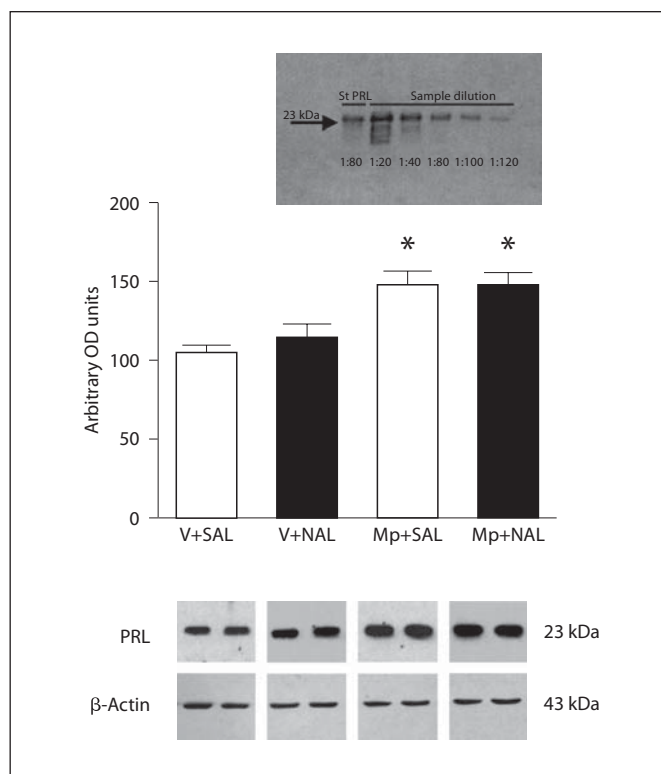 St PRL Sample dilution
23 kDa
1:80 1:20 1:40 1:80 1:100 1:120
200
150
100
50
0
Arbitrary OD units
* *
V+SAL V+NAL Mp+SAL Mp+NAL
PRL 23 kDa
β-Actin 43 kDa